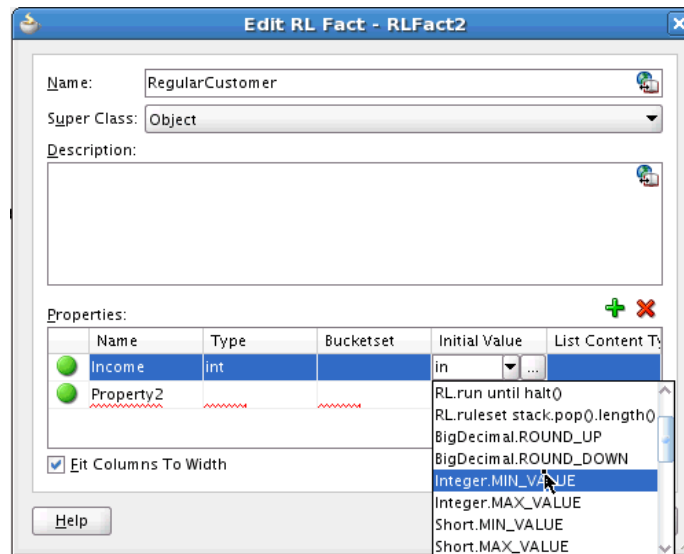 Edit RL Fact - RLFact2
Name: RegularCustomer
Super Class: Object
Description:
Properties:
Name Type Bucketset Initial Value List Content Ty
Income int in ...
Property2
RL.run until halt()
RL.ruleset stack.pop().length()
BigDecimal.ROUND_UP
BigDecimal.ROUND_DOWN
Integer.MIN_VALUE
Integer.MAX_VALUE
Short.MIN_VALUE
Short.MAX_VALUE
Fit Columns To Width
Help